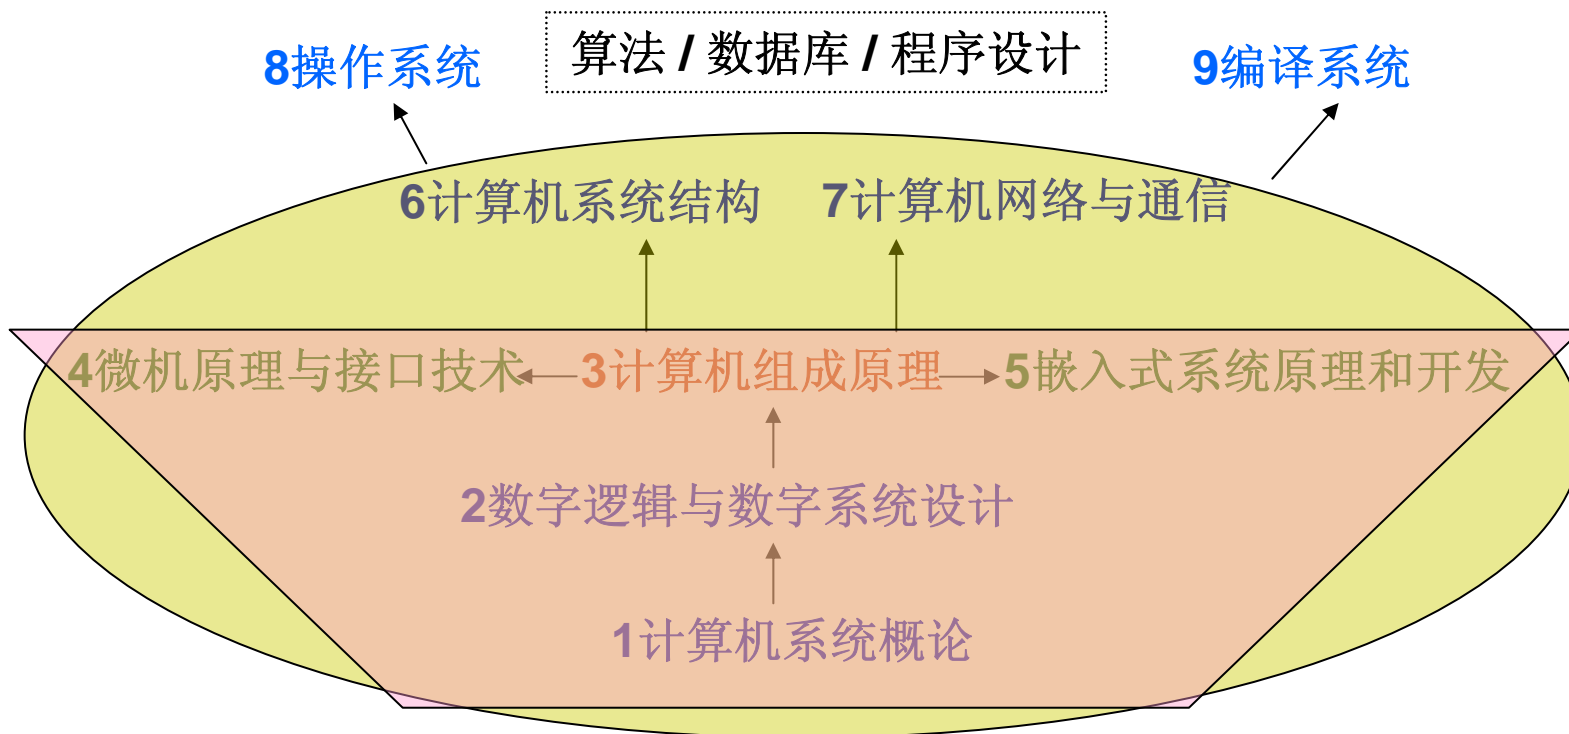 算法 / 数据库 / 程序设计
8操作系统
9编译系统
6计算机系统结构
7计算机网络与通信
4微机原理与接口技术
3计算机组成原理
5嵌入式系统原理和开发
2数字逻辑与数字系统设计
1计算机系统概论